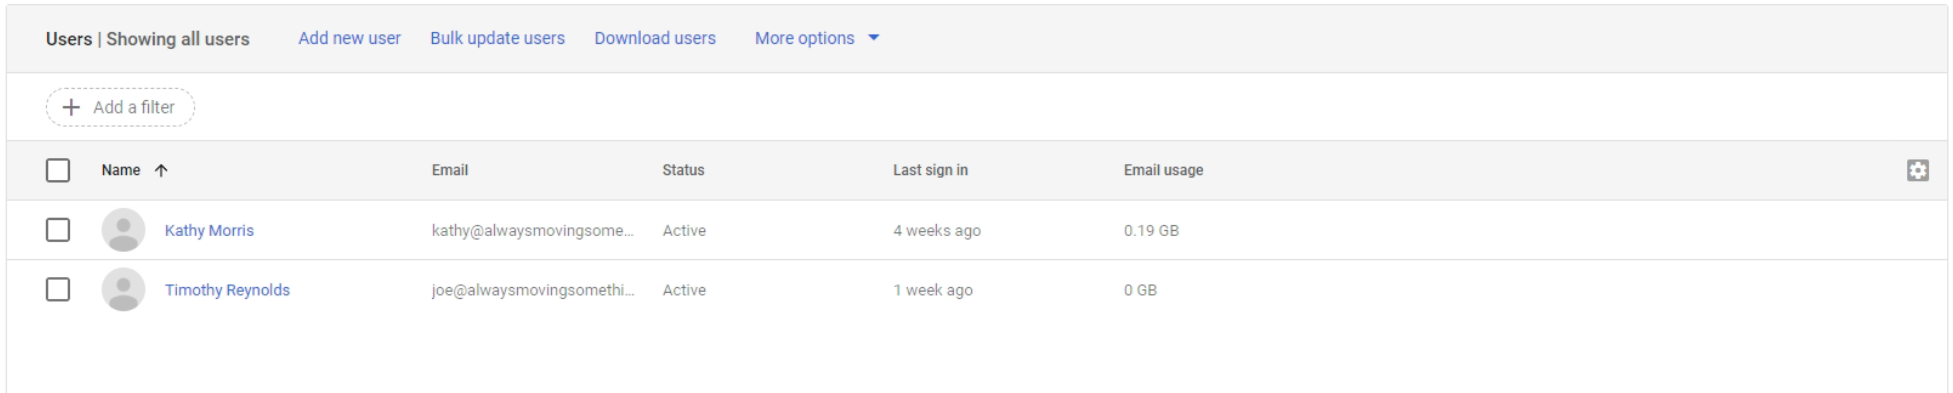 Users | Showing all users Add new user Bulk update users Download users More options
Add a filter
Name Email Status Last sign in Email usage
Kathy Morris kathy@alwaysmovingsome... Active 4 weeks ago 0.19 GB
Timothy Reynolds joe@alwaysmovingsomethi... Active 1 week ago 0 GB